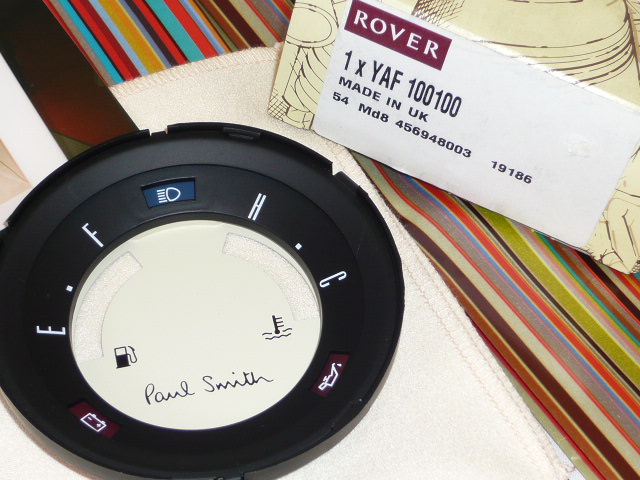 ROVER
1 x YAF 100100
MADE IN UK
54 Md8 456948003 19186
F
H
E
C
Paul Smith